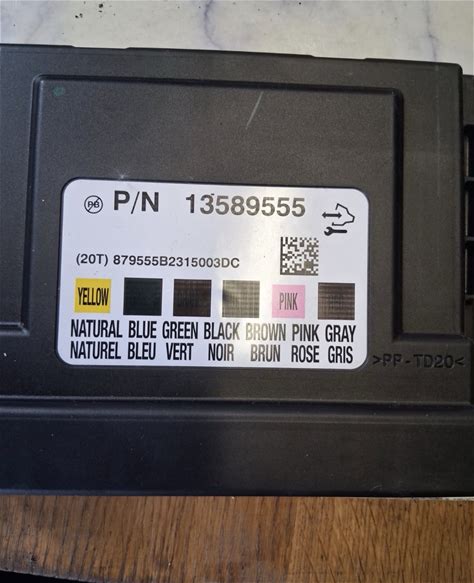 PB P/N 13589555
(20T) 879555B2315003DC
YELLOW PINK
NATURAL BLUE GREEN BLACK BROWN PINK GRAY
NATUREL BLEU VERT NOIR BRUN ROSE GRIS
>PP-TD20<